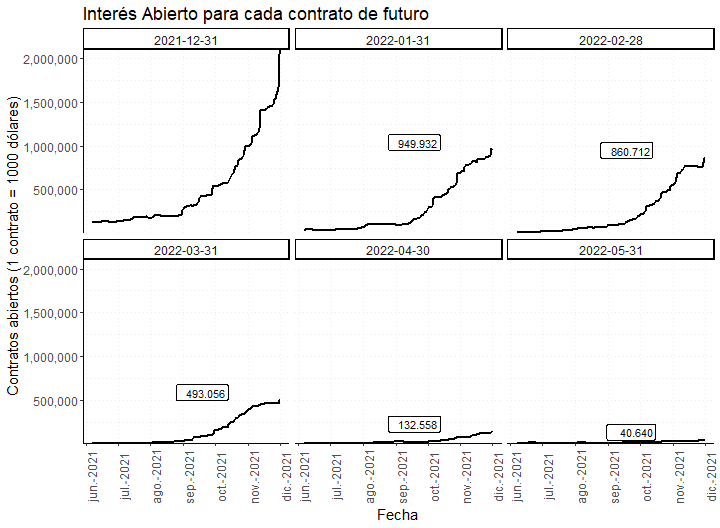 Interés Abierto para cada contrato de futuro
2021-12-31
2022-01-31
2022-02-28
2,000,000
1,500,000
1,000,000
500,000
949.932
860.712
2022-03-31
2022-04-30
2022-05-31
2,000,000
1,500,000
1,000,000
500,000
493.056
132.558
40.640
Contratos abiertos (1 contrato = 1000 dólares)
jun.-2021
jul.-2021
ago.-2021
sep.-2021
oct.-2021
nov.-2021
dic.-2021
jun.-2021
jul.-2021
ago.-2021
sep.-2021
oct.-2021
nov.-2021
dic.-2021
jun.-2021
jul.-2021
ago.-2021
sep.-2021
oct.-2021
nov.-2021
dic.-2021
Fecha